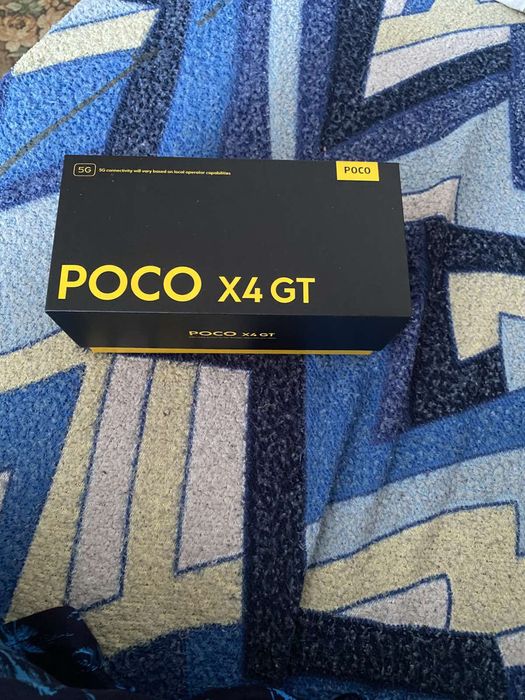 5G 5G connectivity will vary based on local operator capabilities
POCO
POCO X4 GT
POCO X4 GT